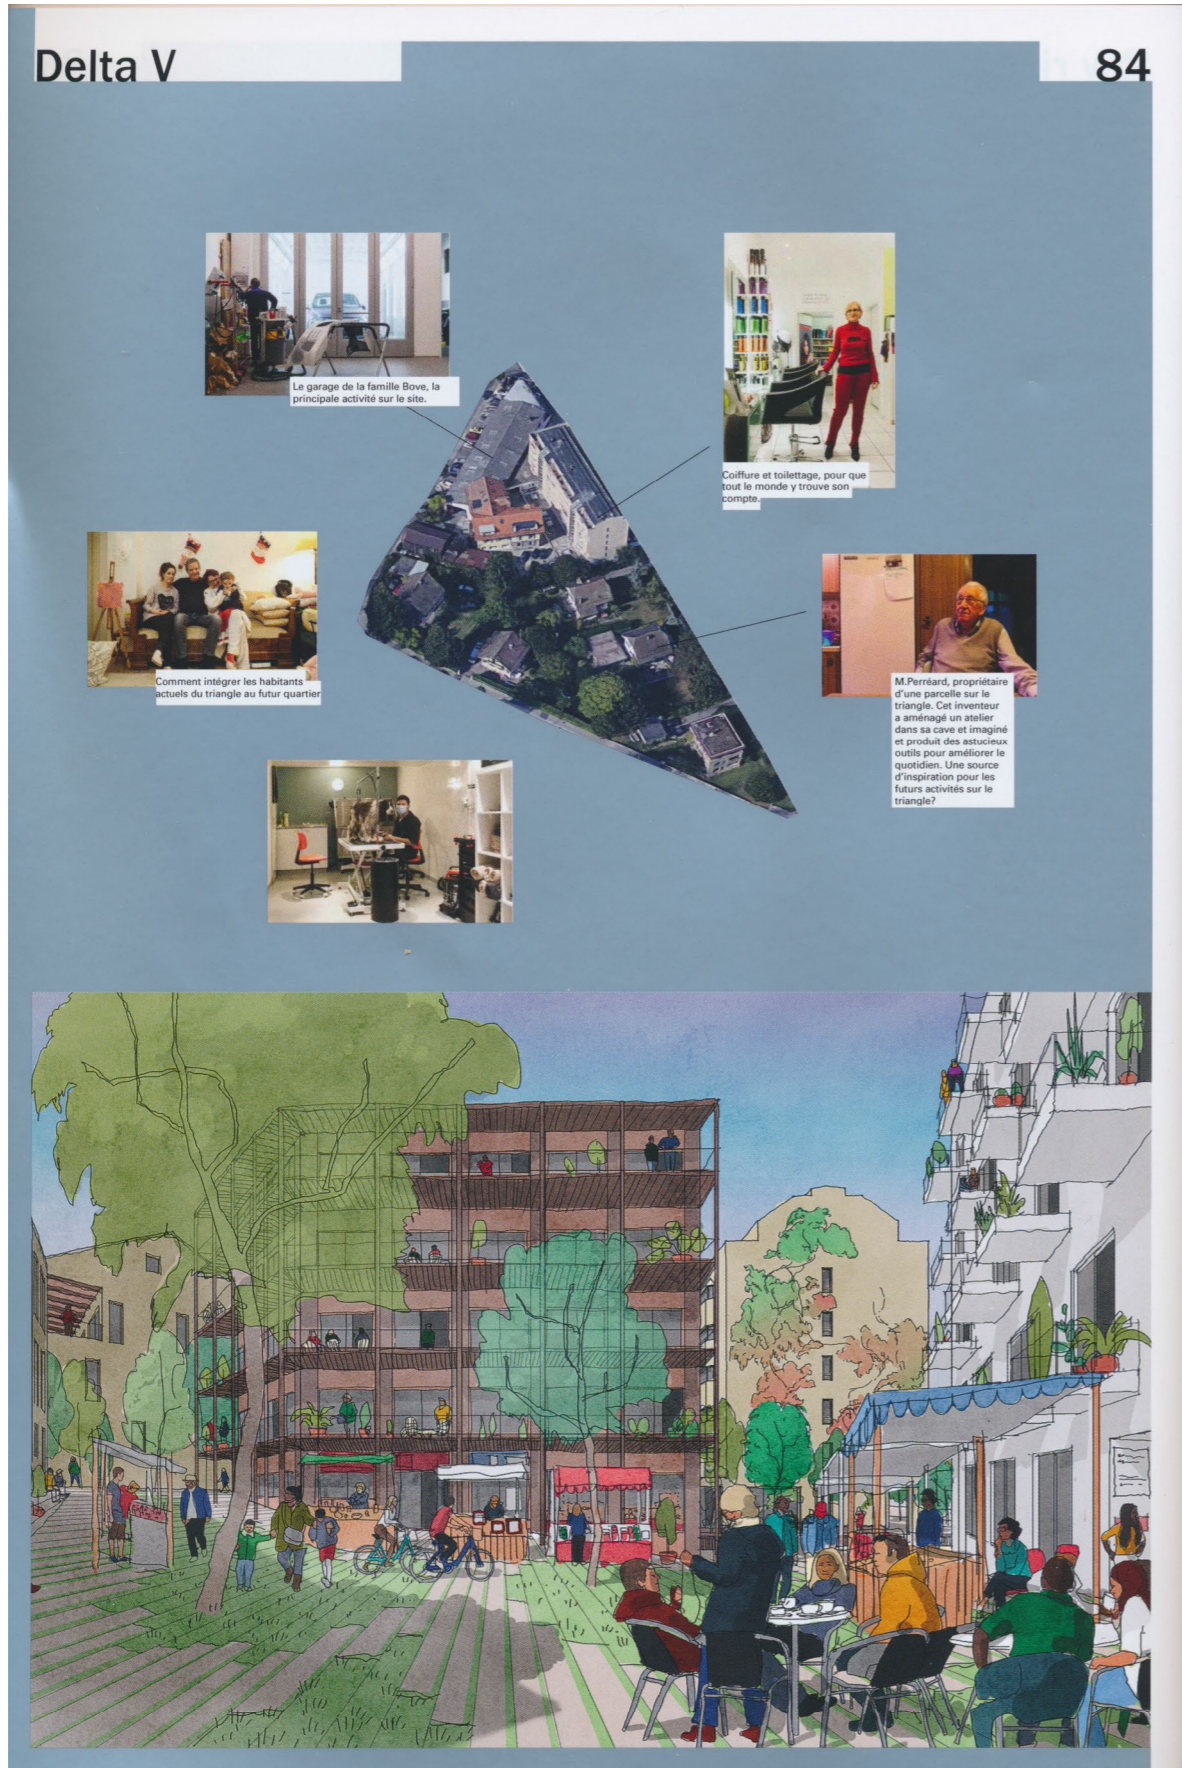 Delta V
84
Le garage de la famille Bove, la
principale activité sur le site.
Coiffure et toilettage, pour que
tout le monde y trouve son
compte.
Comment intégrer les habitants
actuels du triangle au futur quartier
M.Perréard, propriétaire
d'une parcelle sur le
triangle. Cet inventeur
a aménagé un atelier
dans sa cave et imaginé
et produit des astucieux
outils pour améliorer le
quotidien. Une source
d'inspiration pour les
futurs activités sur le
triangle?